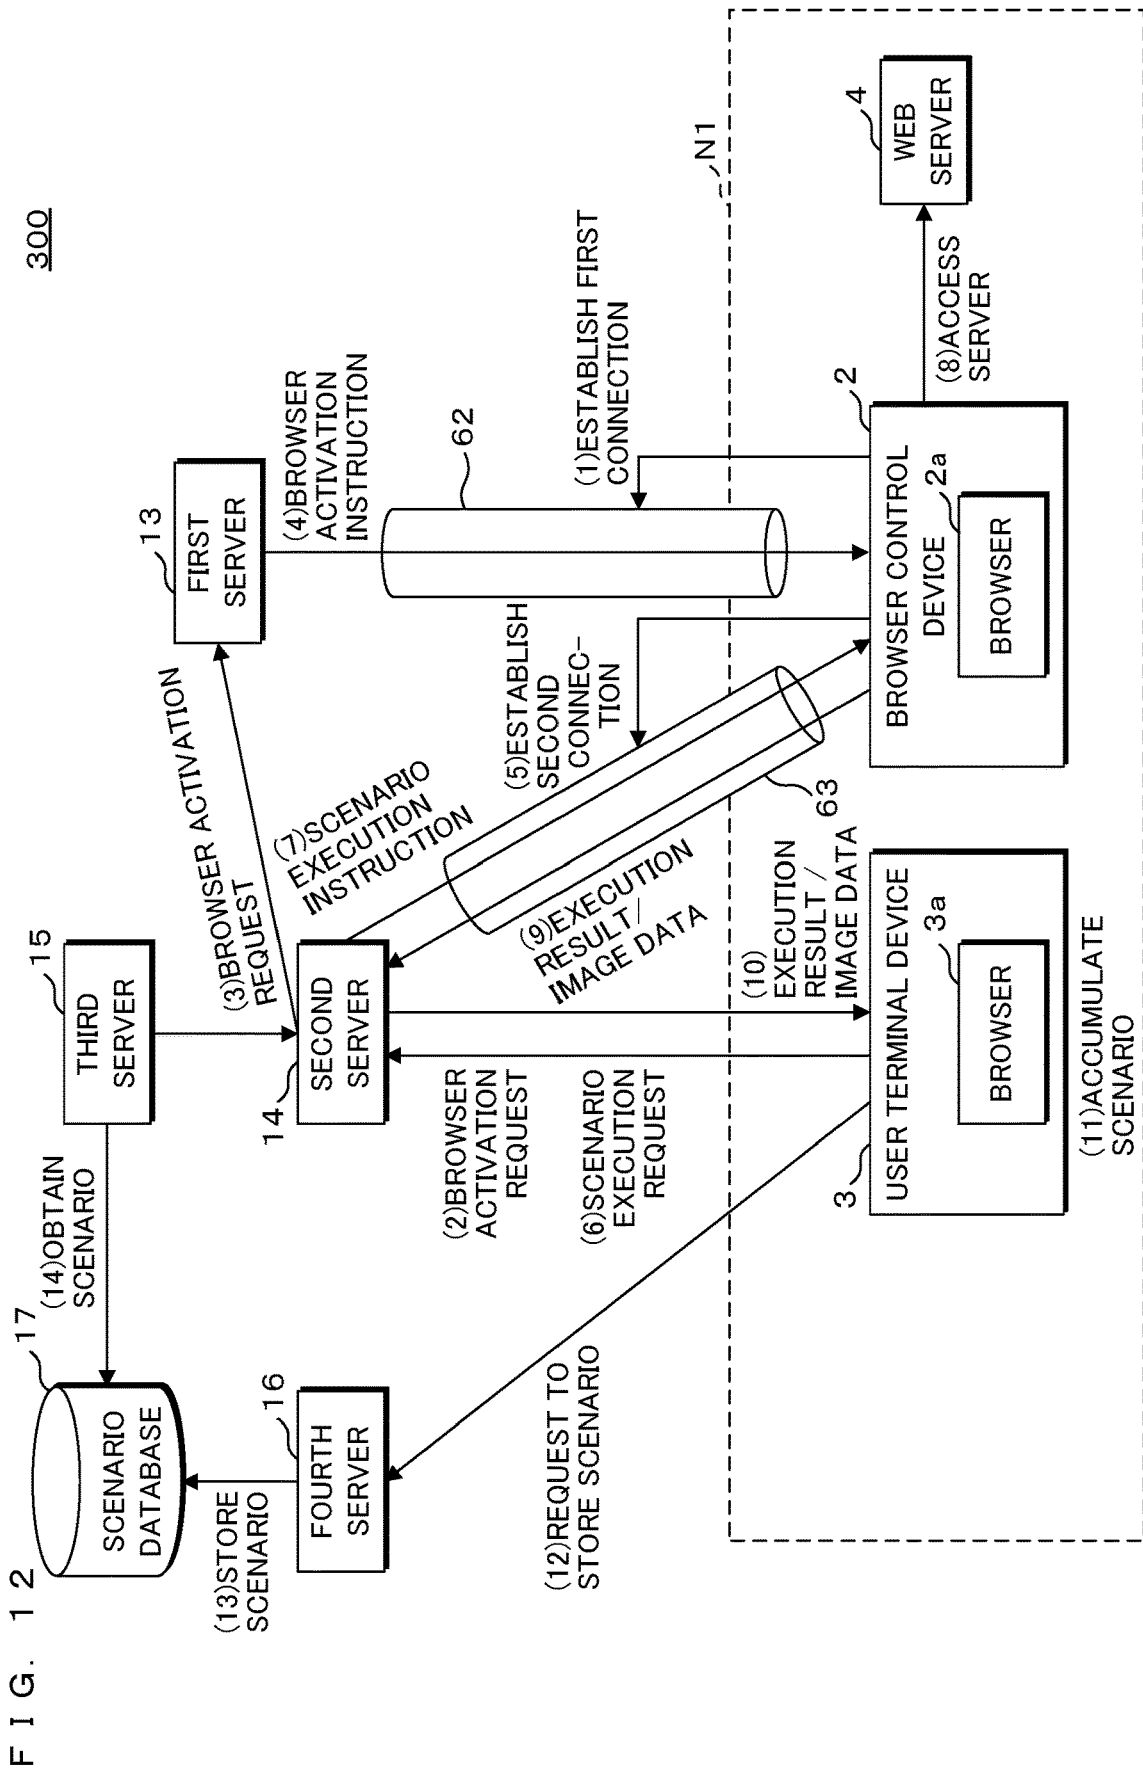 FIG. 12
300
17
SCENARIO
DATABASE
(14)OBTAIN
SCENARIO
15
THIRD
SERVER
(3)BROWSER ACTIVATION
REQUEST
13
FIRST
SERVER
(13)STORE
SCENARIO
16
FOURTH
SERVER
14
SECOND
SERVER
(7)SCENARIO
EXECUTION
INSTRUCTION
(4)BROWSER
ACTIVATION
INSTRUCTION
62
(2)BROWSER
ACTIVATION
REQUEST
(9)EXECUTION
RESULT/
IMAGE DATA
(5)ESTABLISH
SECOND
CONNEC-
TION
(1)ESTABLISH FIRST
CONNECTION
(12)REQUEST TO
STORE SCENARIO
(6)SCENARIO
EXECUTION
REQUEST
(10)
EXECUTION
RESULT/
IMAGE DATA
63
N1
3
USER TERMINAL DEVICE
3a
BROWSER
(11)ACCUMULATE
SCENARIO
2
BROWSER CONTROL
DEVICE
2a
BROWSER
(8)ACCESS
SERVER
4
WEB
SERVER